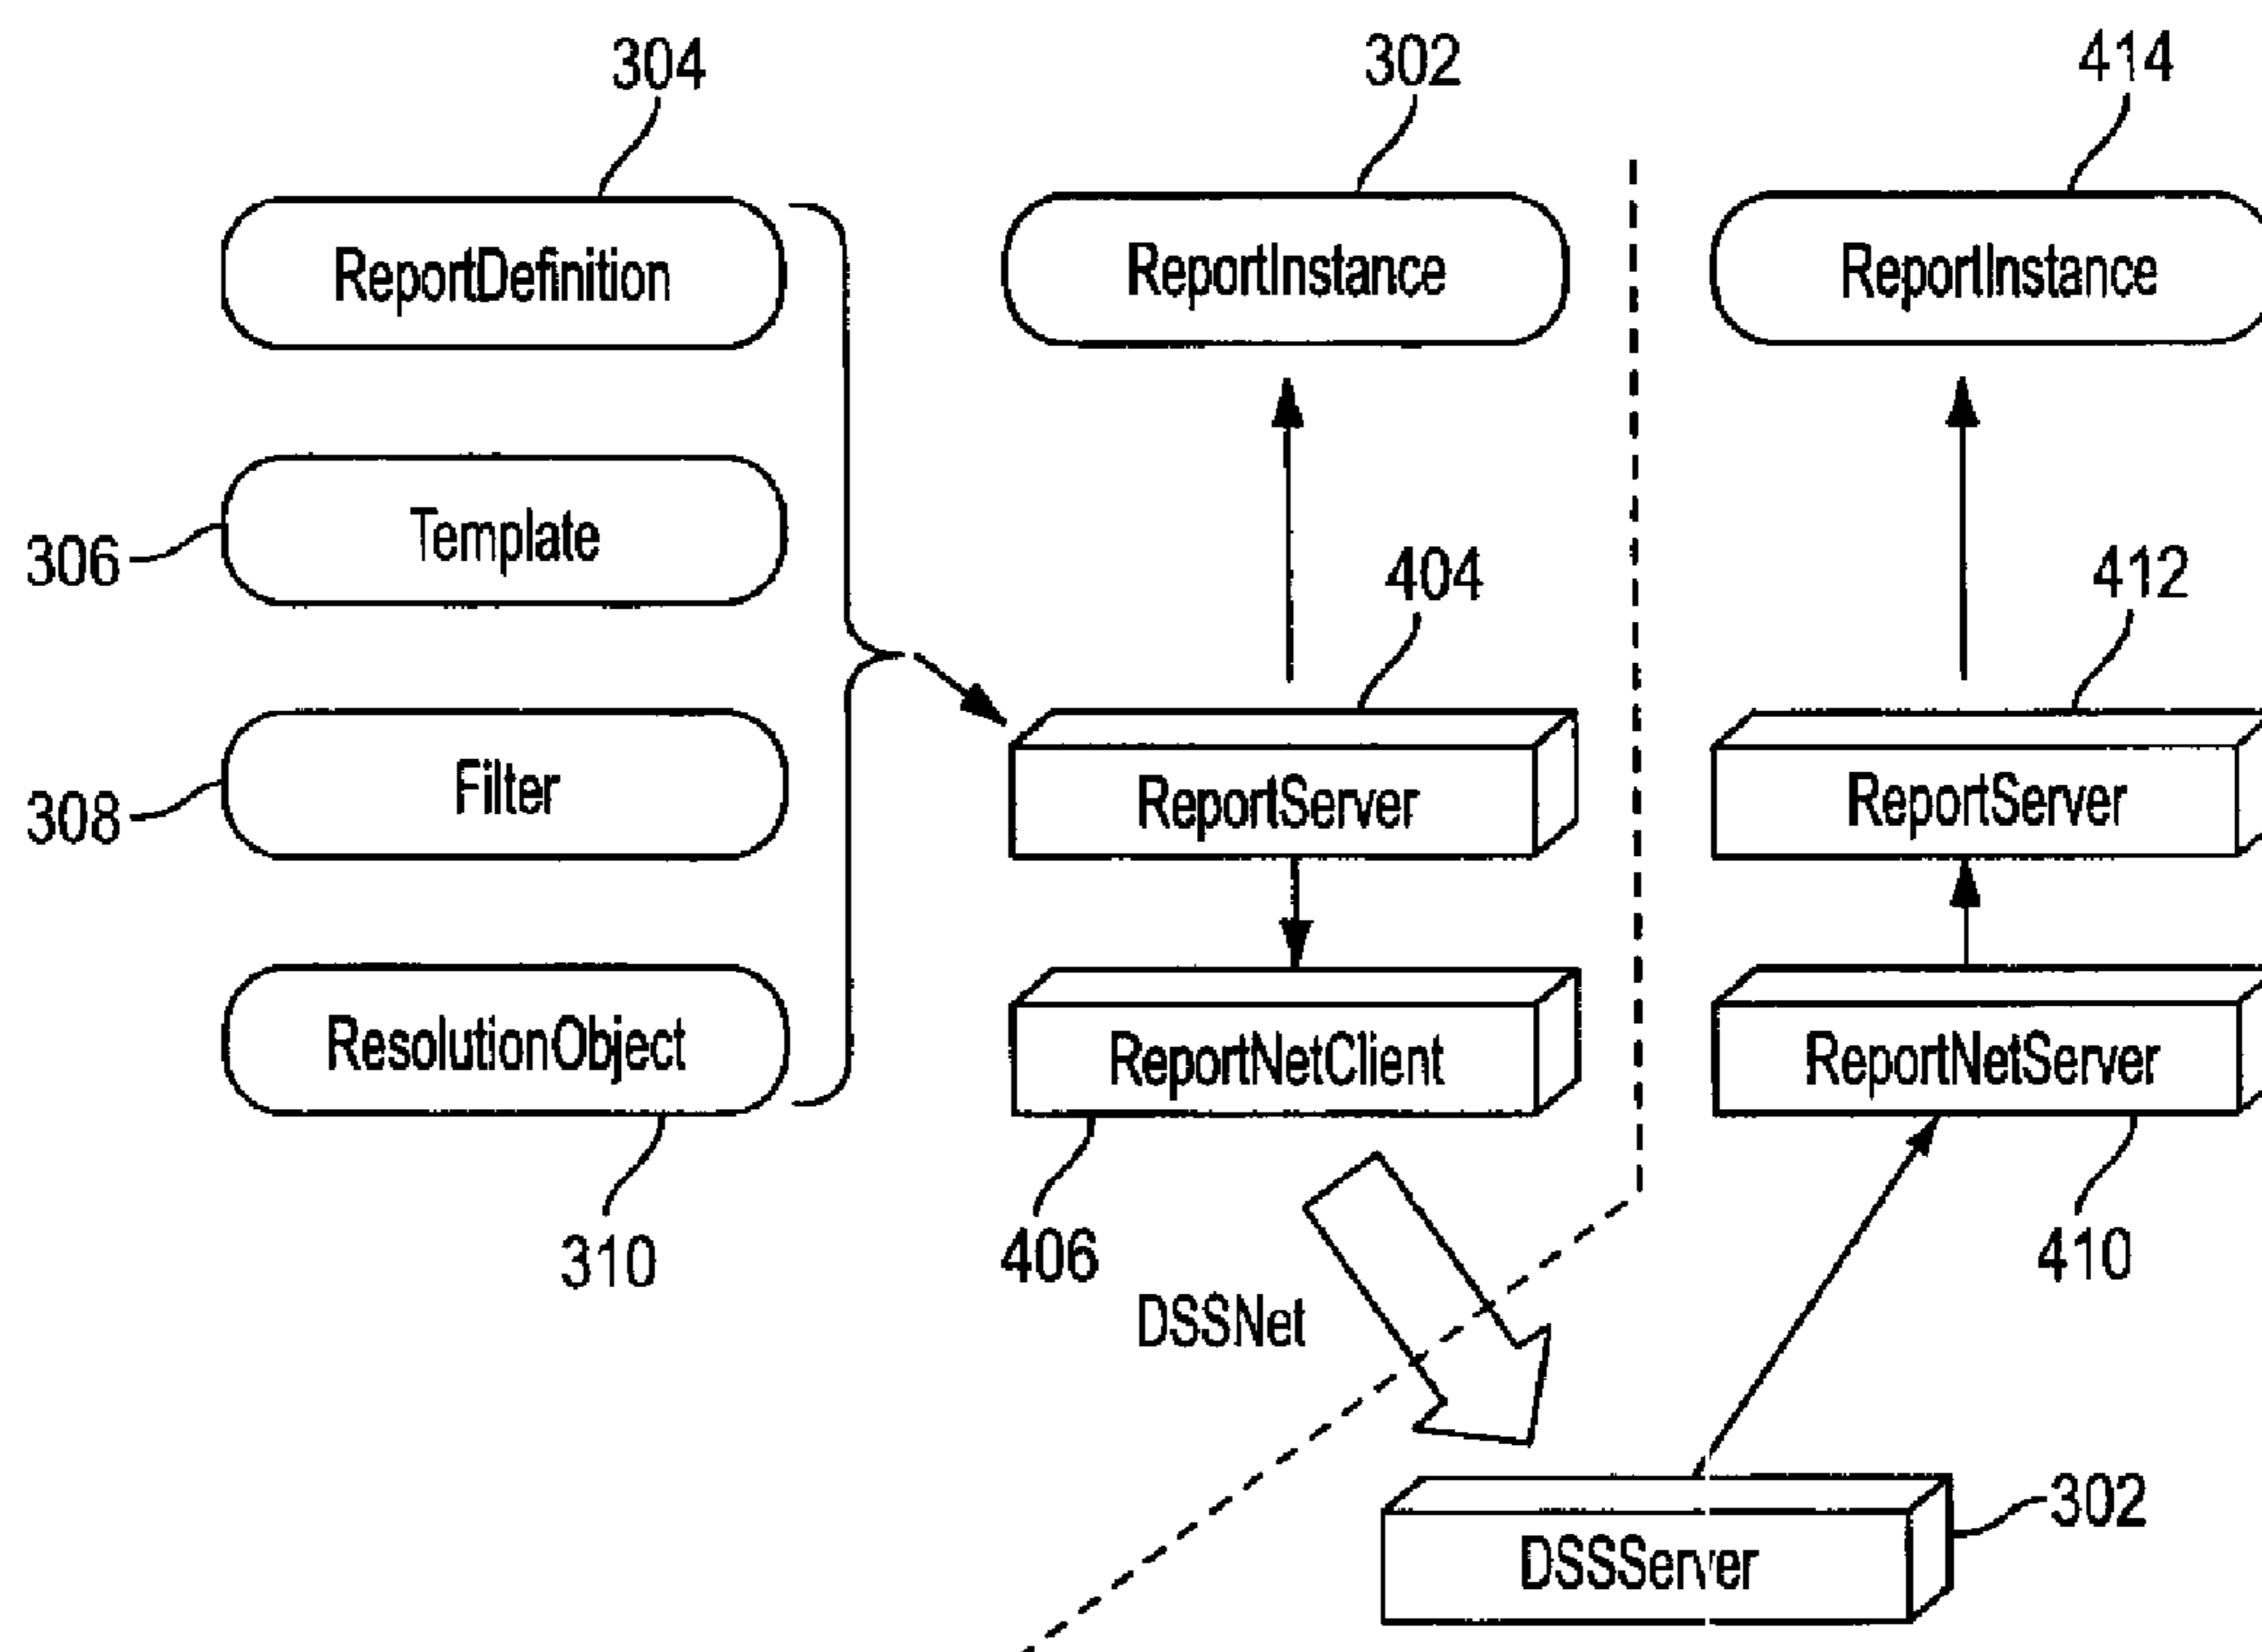 304
302
414
ReportDefinition
ReportInstance
ReportInstance
306
Template
404
412
308
Filter
ReportServer
ReportServer
ResolutionObject
ReportNetClient
ReportNetServer
310
406
410
DSSNet
302
DSSServer